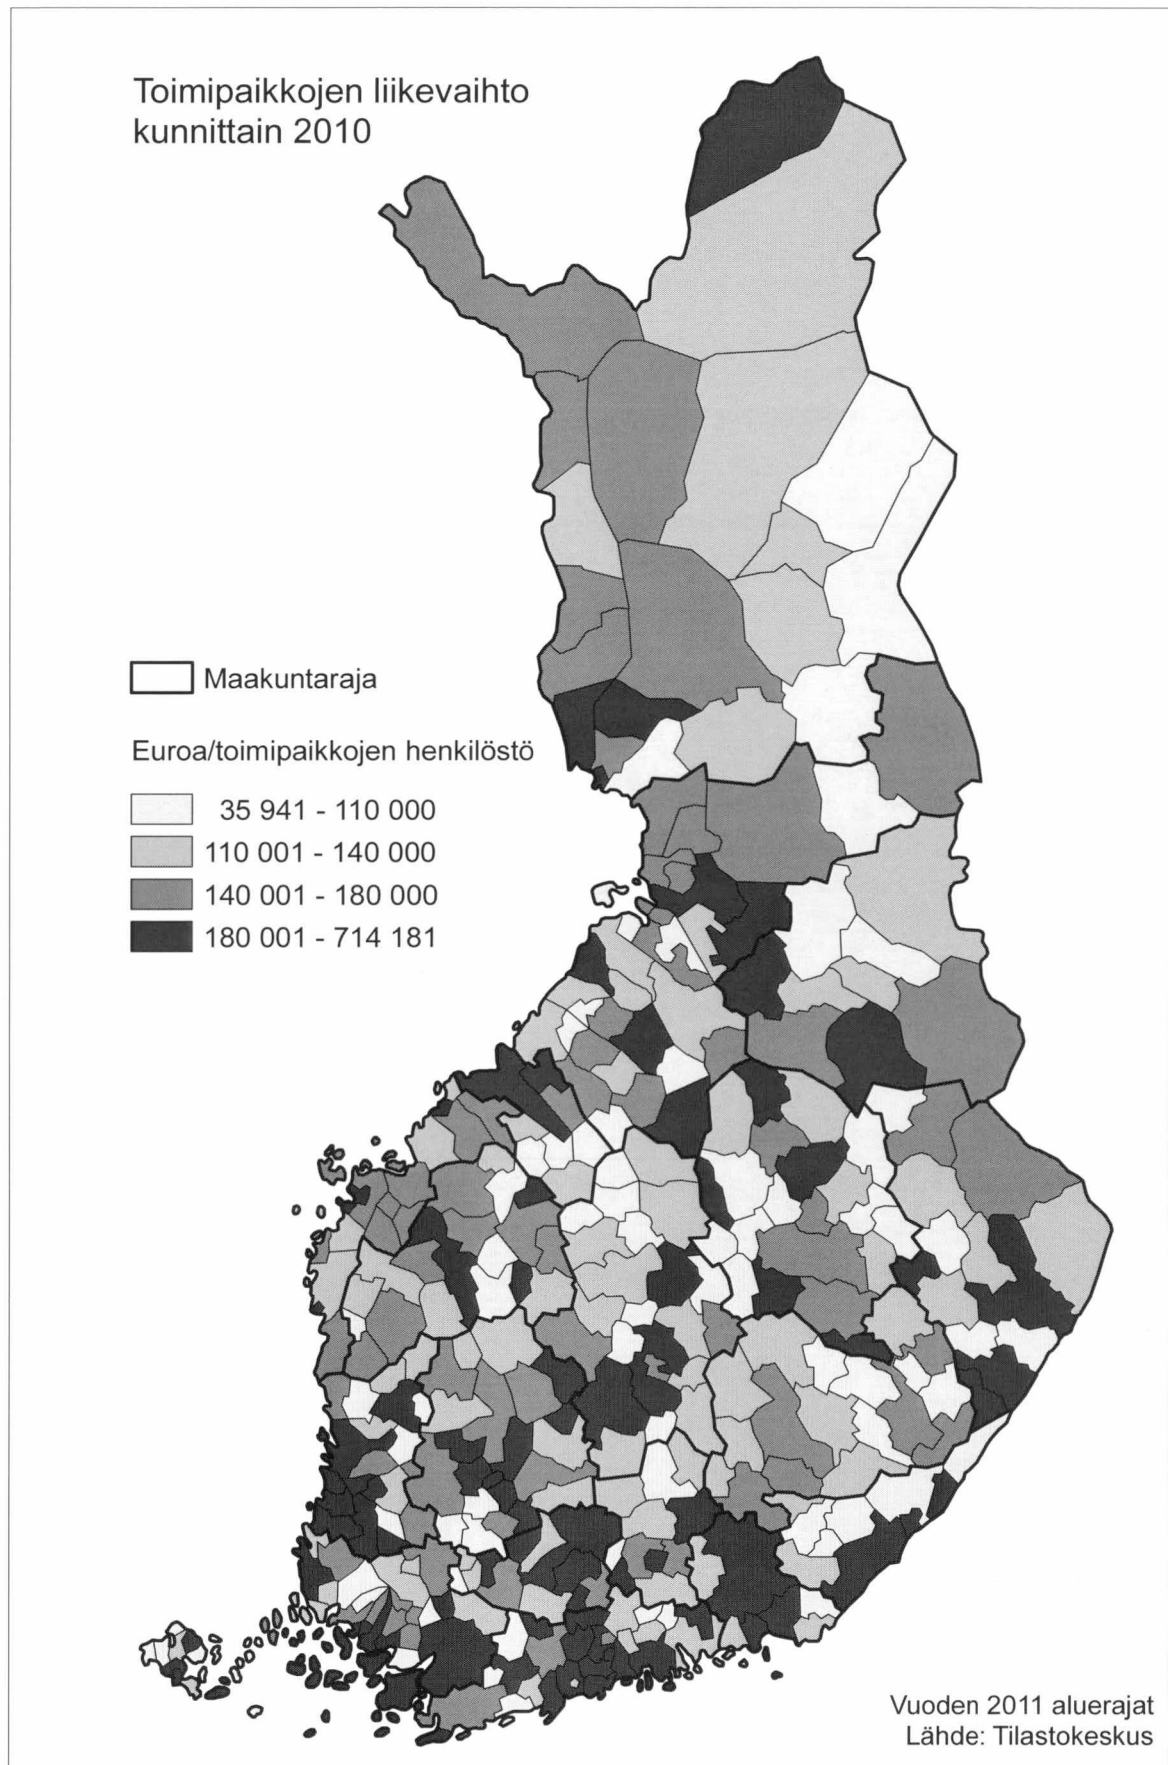 Toimipaikkojen liikevaihto
kunnittain 2010
Maakuntaraja
Euroa/toimipaikkojen henkilöstö
35 941 - 110 000
110 001 - 140 000
140 001 - 180 000
180 001 - 714 181
Vuoden 2011 aluerajat
Lähde: Tilastokeskus